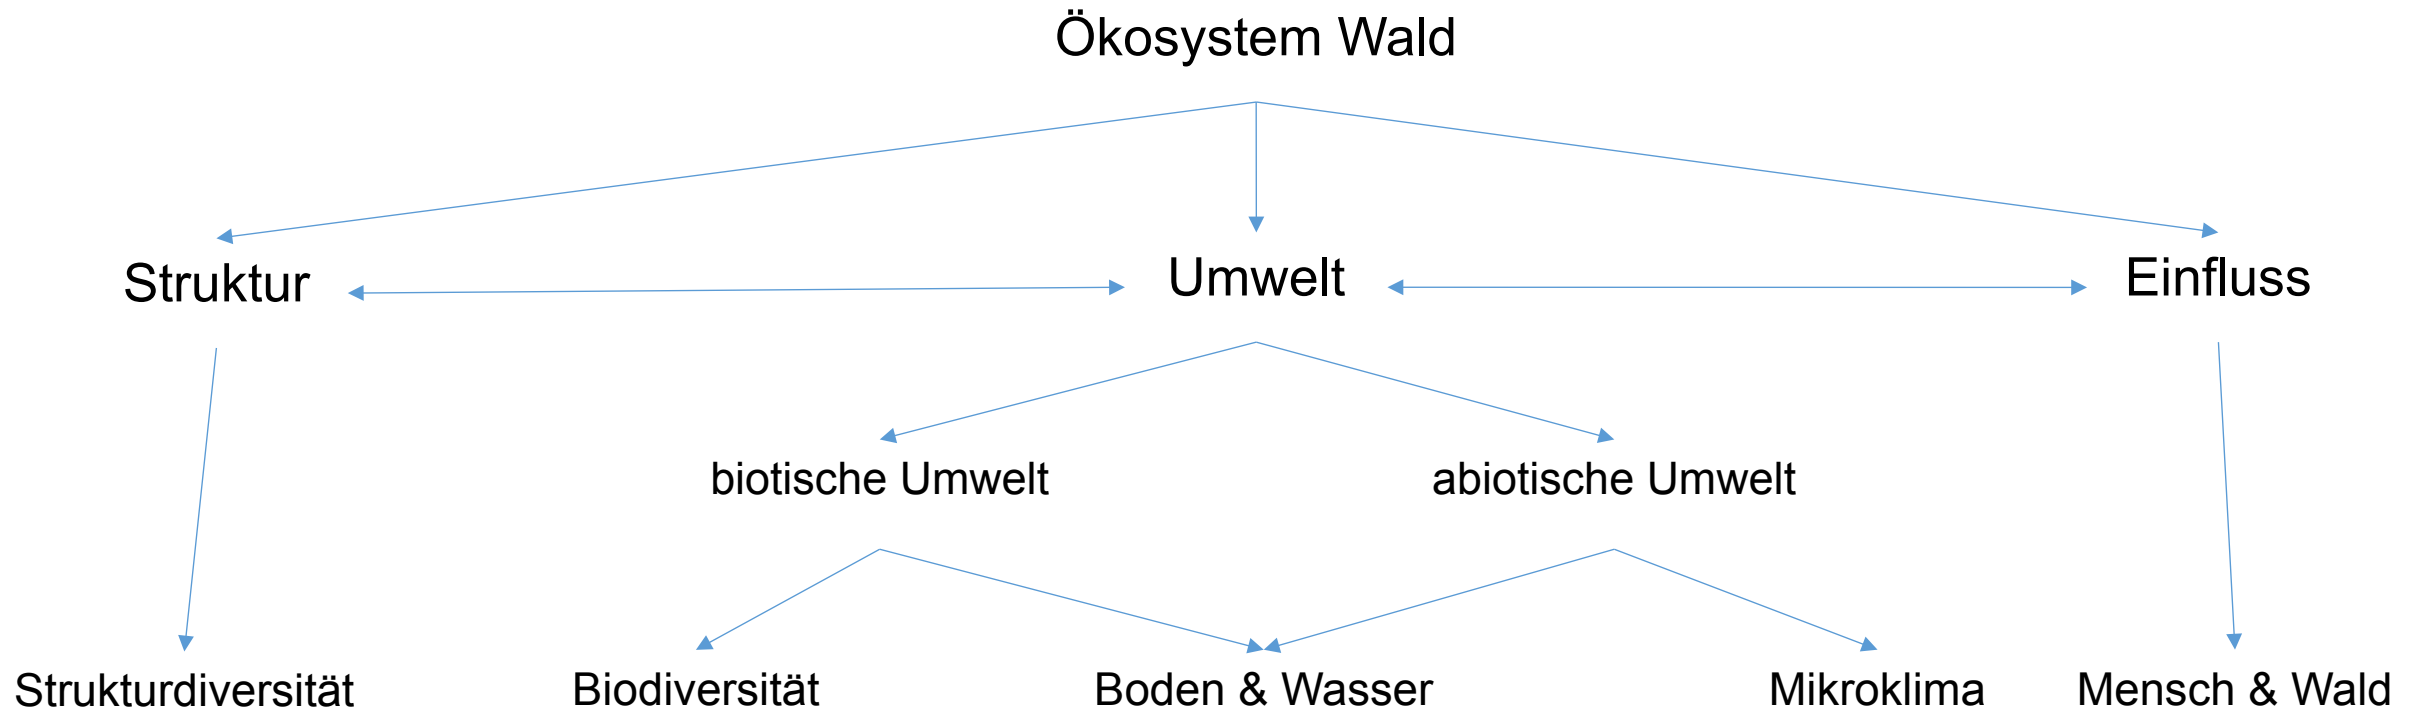 Ökosystem Wald
Struktur
Umwelt
Einfluss
biotische Umwelt
abiotische Umwelt
Strukturdiversität
Biodiversität
Boden & Wasser
Mikroklima
Mensch & Wald